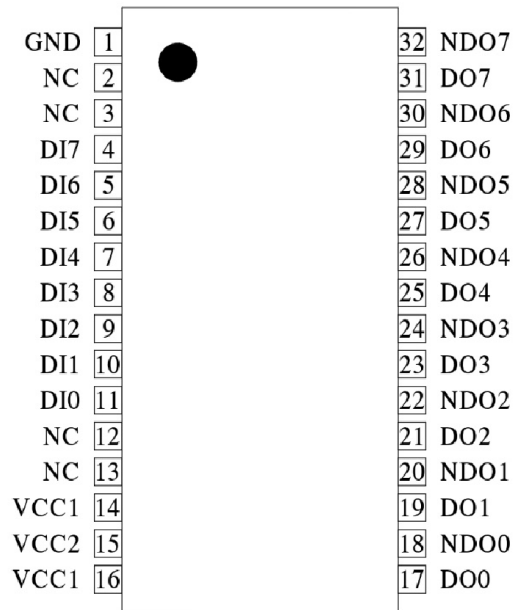 GND 1 32 NDO7
NC 2 31 DO7
NC 3 30 NDO6
DI7 4 29 DO6
DI6 5 28 NDO5
DI5 6 27 DO5
DI4 7 26 NDO4
DI3 8 25 DO4
DI2 9 24 NDO3
DI1 10 23 DO3
DI0 11 22 NDO2
NC 12 21 DO2
NC 13 20 NDO1
VCC1 14 19 DO1
VCC2 15 18 NDO0
VCC1 16 17 DO0